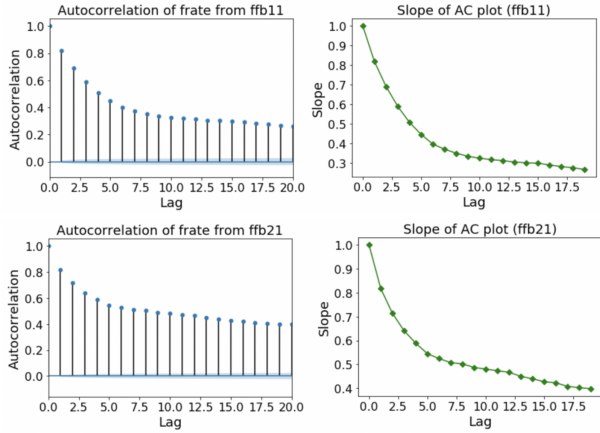 Autocorrelation of frate from ffb11
Autocorrelation
1.0
0.8
0.6
0.4
0.2
0.0
0.0 2.5 5.0 7.5 10.0 12.5 15.0 17.5 20.0
Lag
Slope of AC plot (ffb11)
Slope
1.0
0.9
0.8
0.7
0.6
0.5
0.4
0.3
0.0 2.5 5.0 7.5 10.0 12.5 15.0 17.5
Lag
Autocorrelation of frate from ffb21
Autocorrelation
1.0
0.8
0.6
0.4
0.2
0.0
0.0 2.5 5.0 7.5 10.0 12.5 15.0 17.5 20.0
Lag
Slope of AC plot (ffb21)
Slope
1.0
0.9
0.8
0.7
0.6
0.5
0.4
0.0 2.5 5.0 7.5 10.0 12.5 15.0 17.5
Lag